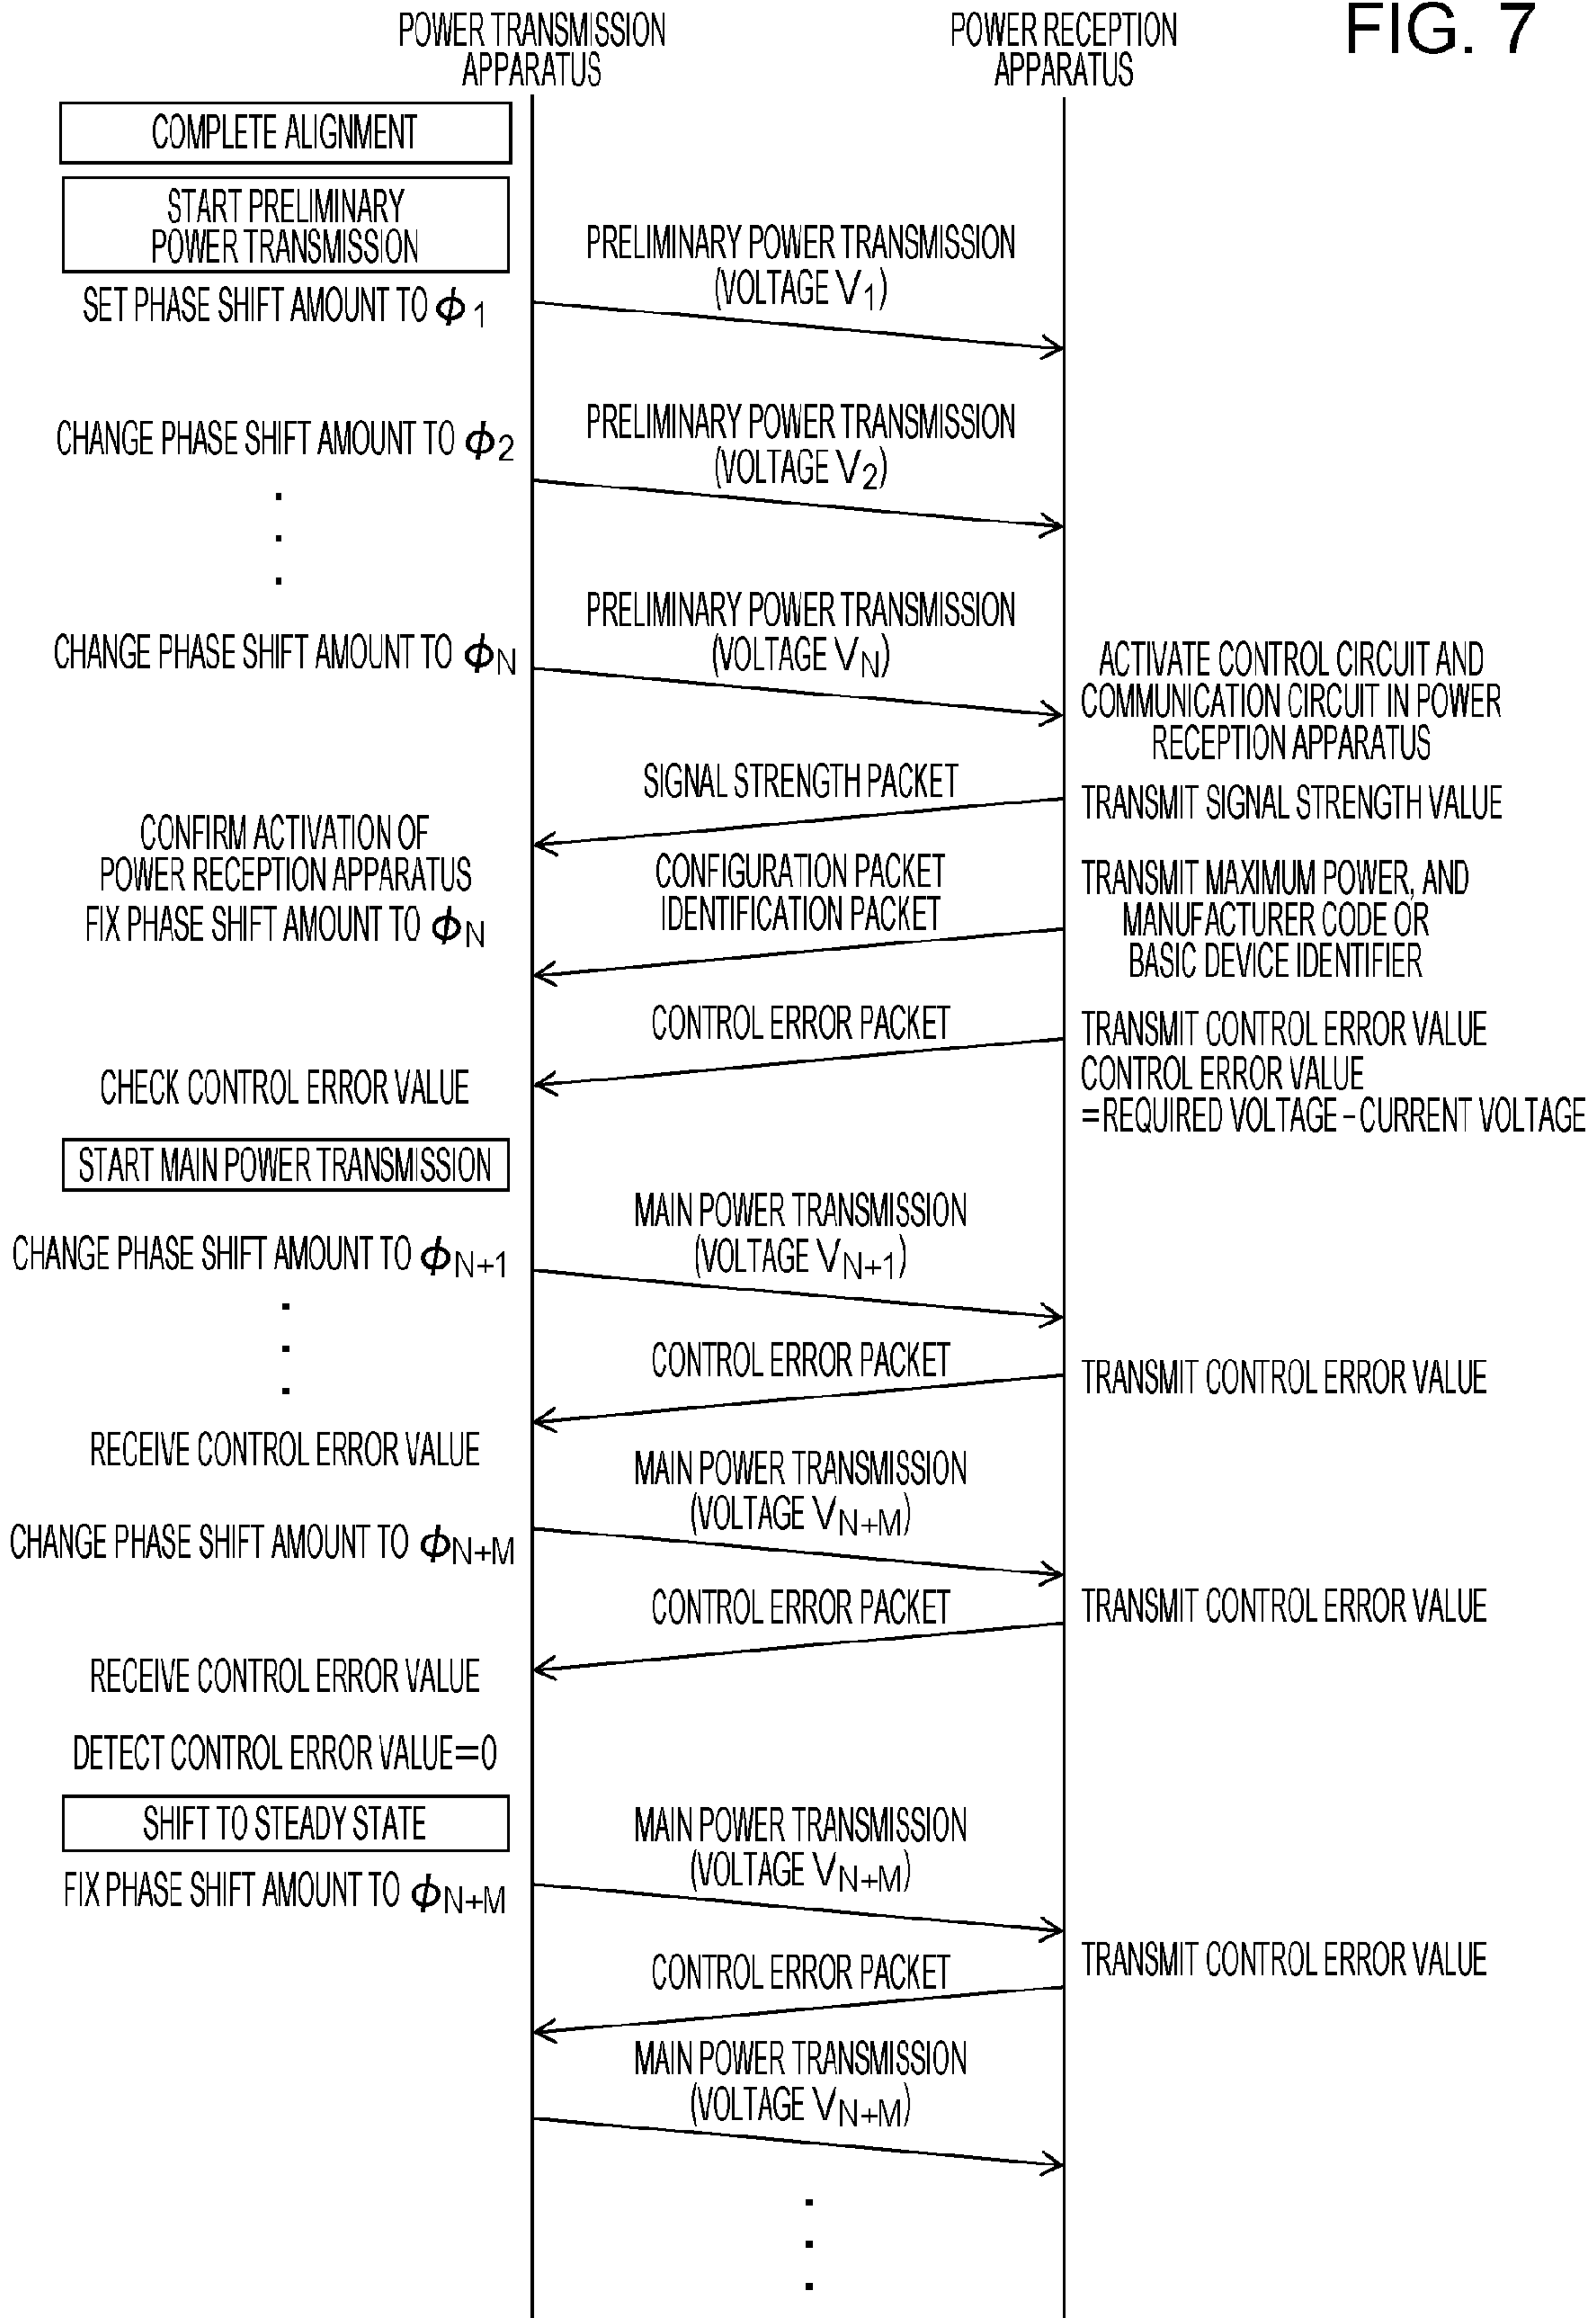 FIG. 7
POWER TRANSMISSION
APPARATUS
POWER RECEPTION
APPARATUS
COMPLETE ALIGNMENT
START PRELIMINARY
POWER TRANSMISSION
PRELIMINARY POWER TRANSMISSION
(VOLTAGE V1)
SET PHASE SHIFT AMOUNT TO ϕ1
PRELIMINARY POWER TRANSMISSION
(VOLTAGE V2)
CHANGE PHASE SHIFT AMOUNT TO ϕ2
PRELIMINARY POWER TRANSMISSION
(VOLTAGE VN)
CHANGE PHASE SHIFT AMOUNT TO ϕN
ACTIVATE CONTROL CIRCUIT AND
COMMUNICATION CIRCUIT IN POWER
RECEPTION APPARATUS
SIGNAL STRENGTH PACKET
TRANSMIT SIGNAL STRENGTH VALUE
CONFIRM ACTIVATION OF
POWER RECEPTION APPARATUS
FIX PHASE SHIFT AMOUNT TO ϕN
CONFIGURATION PACKET
IDENTIFICATION PACKET
TRANSMIT MAXIMUM POWER, AND
MANUFACTURER CODE OR
BASIC DEVICE IDENTIFIER
CONTROL ERROR PACKET
TRANSMIT CONTROL ERROR VALUE
CONTROL ERROR VALUE
=REQUIRED VOLTAGE-CURRENT VOLTAGE
CHECK CONTROL ERROR VALUE
START MAIN POWER TRANSMISSION
MAIN POWER TRANSMISSION
(VOLTAGE VN+1)
CHANGE PHASE SHIFT AMOUNT TO ϕN+1
CONTROL ERROR PACKET
TRANSMIT CONTROL ERROR VALUE
RECEIVE CONTROL ERROR VALUE
MAIN POWER TRANSMISSION
(VOLTAGE VN+M)
CHANGE PHASE SHIFT AMOUNT TO ϕN+M
CONTROL ERROR PACKET
TRANSMIT CONTROL ERROR VALUE
RECEIVE CONTROL ERROR VALUE
DETECT CONTROL ERROR VALUE=0
SHIFT TO STEADY STATE
MAIN POWER TRANSMISSION
(VOLTAGE VN+M)
FIX PHASE SHIFT AMOUNT TO ϕN+M
CONTROL ERROR PACKET
TRANSMIT CONTROL ERROR VALUE
MAIN POWER TRANSMISSION
(VOLTAGE VN+M)